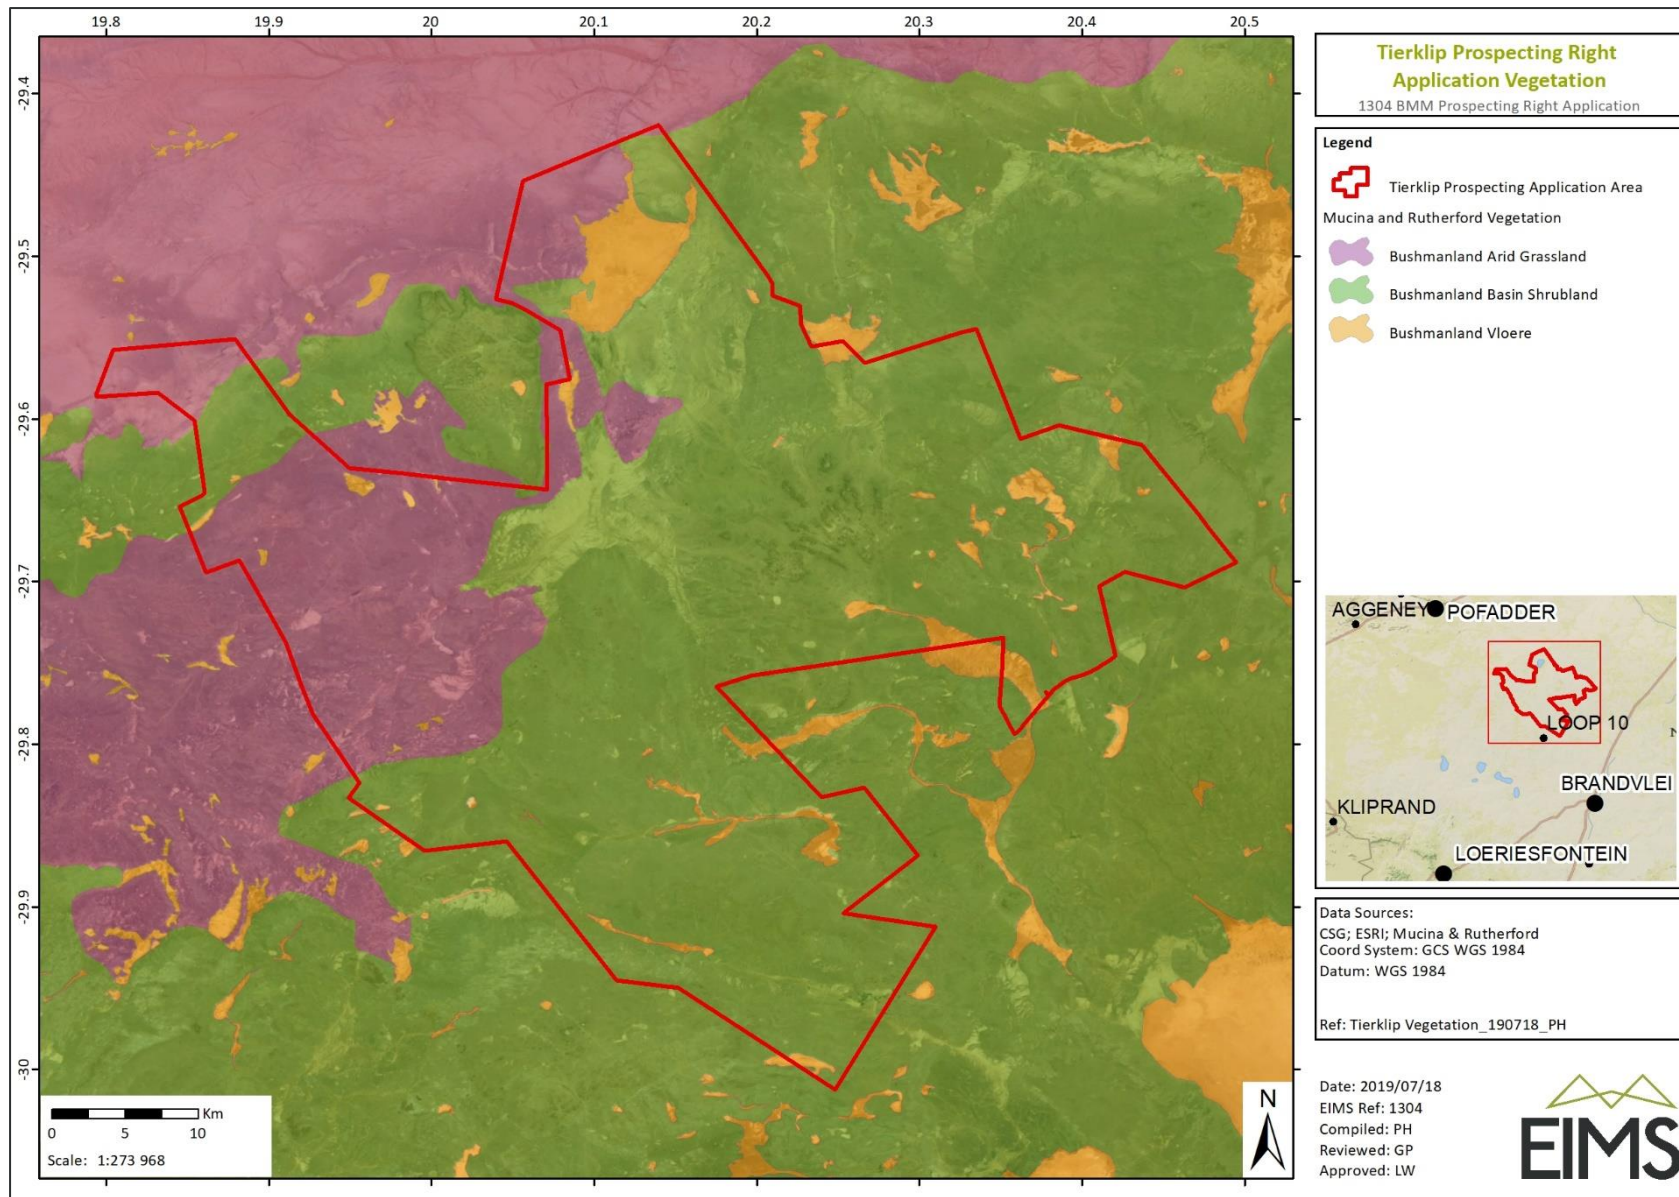 19.8 19.9 20 20.1 20.2 20.3 20.4 20.5
-29.4
-29.5
-29.6
-29.7
-29.8
-29.9
-30
Km
0 5 10
Scale: 1:273 968
N
Tierklip Prospecting Right
Application Vegetation
1304 BMM Prospecting Right Application
Legend
Tierklip Prospecting Application Area
Mucina and Rutherford Vegetation
Bushmanland Arid Grassland
Bushmanland Basin Shrubland
Bushmanland Vloere
AGGENEY
POFADDER
LOOP 10
BRANDVLEI
KLIPRAND
LOERIESFONTEIN
Data Sources:
CSG; ESRI; Mucina & Rutherford
Coord System: GCS WGS 1984
Datum: WGS 1984
Ref: Tierklip Vegetation_190718_PH
Date: 2019/07/18
EIMS Ref: 1304
Compiled: PH
Reviewed: GP
Approved: LW
EIMS